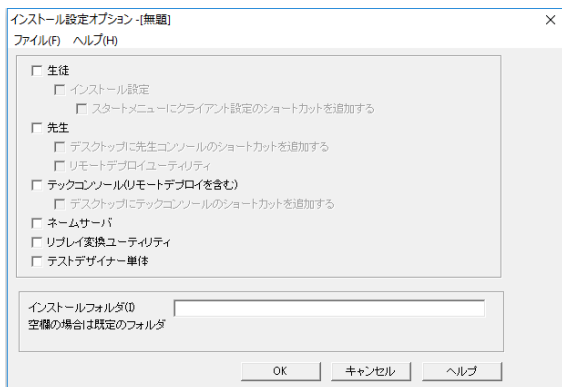 インストール設定オプション -[無題]
ファイル(F) ヘルプ(H)
生徒
インストール設定
スタートメニューにクライアント設定のショートカットを追加する
先生
デスクトップに先生コンソールのショートカットを追加する
リモートデプロイユーティリティ
テックコンソール(リモートデプロイを含む)
デスクトップにテックコンソールのショートカットを追加する
ネームサーバ
リプレイ変換ユーティリティ
テストデザイナー単体
インストールフォルダ(I)
空欄の場合は既定のフォルダ
OK キャンセル ヘルプ